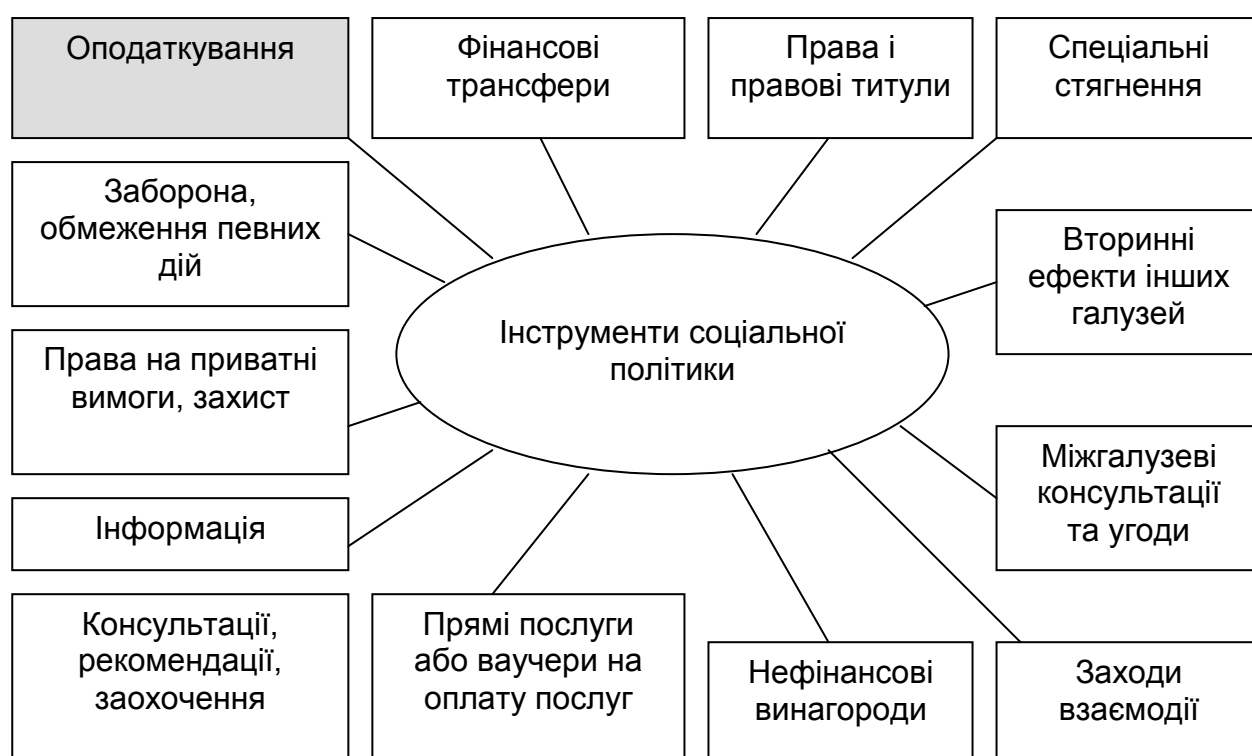 Оподаткування
Фінансові
трансфери
Права і
правові титули
Спеціальні
стягнення
Заборона,
обмеження певних
дій
Вторинні
ефекти інших
галузей
Інструменти соціальної
політики
Права на приватні
вимоги, захист
Міжгалузеві
консультації
та угоди
Інформація
Консультації,
рекомендації,
заохочення
Прямі послуги
або ваучери на
оплату послуг
Нефінансові
винагороди
Заходи
взаємодії